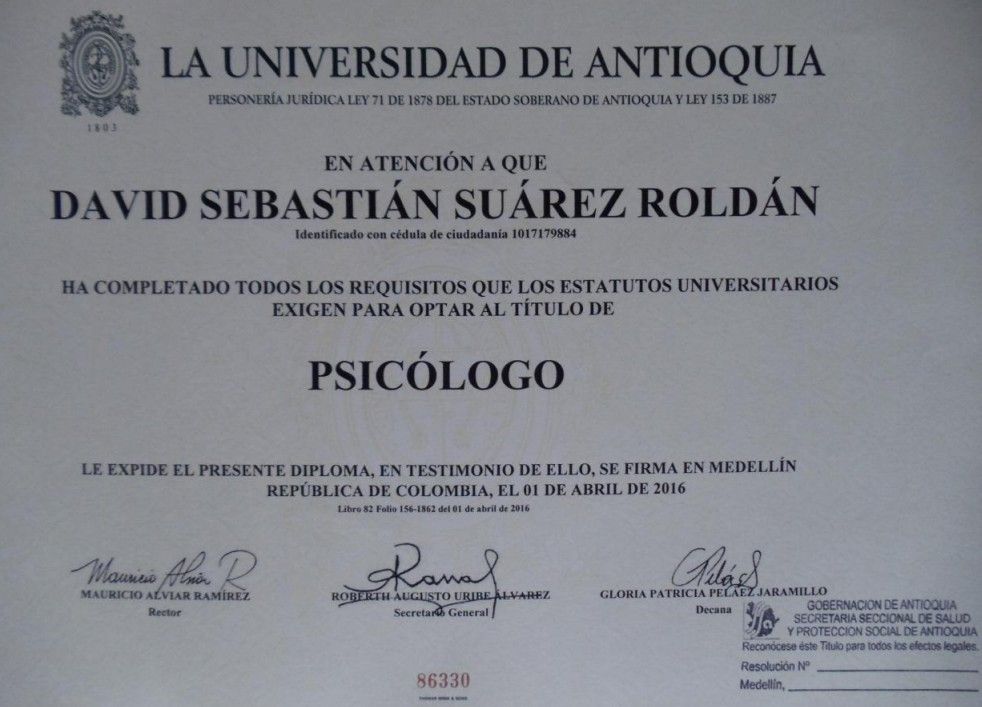 LA UNIVERSIDAD DE ANTIOQUIA
PERSONERÍA JURÍDICA LEY 71 DE 1878 DEL ESTADO SOBERANO DE ANTIOQUIA Y LEY 153 DE 1887
1803
EN ATENCIÓN A QUE
DAVID SEBASTIÁN SUÁREZ ROLDÁN
Identificado con cédula de ciudadanía 1017179884
HA COMPLETADO TODOS LOS REQUISITOS QUE LOS ESTATUTOS UNIVERSITARIOS
EXIGEN PARA OPTAR AL TÍTULO DE
PSICÓLOGO
LE EXPIDE EL PRESENTE DIPLOMA, EN TESTIMONIO DE ELLO, SE FIRMA EN MEDELLÍN
REPÚBLICA DE COLOMBIA, EL 01 DE ABRIL DE 2016
Libro 82 Folio 156-1862 del 01 de abril de 2016
Mauricio Alviar R
MAURICIO ALVIAR RAMÍREZ
Rector
ROBERTH AUGUSTO URIBE ÁLVAREZ
Secretario General
GLORIA PATRICIA PELÁEZ JARAMILLO
Decana
GOBERNACION DE ANTIOQUIA
SECRETARIA SECCIONAL DE SALUD
Y PROTECCION SOCIAL DE ANTIOQUIA
Reconócese éste Titulo para todos los efectos legales.
Resolución Nº
Medellín,
86330